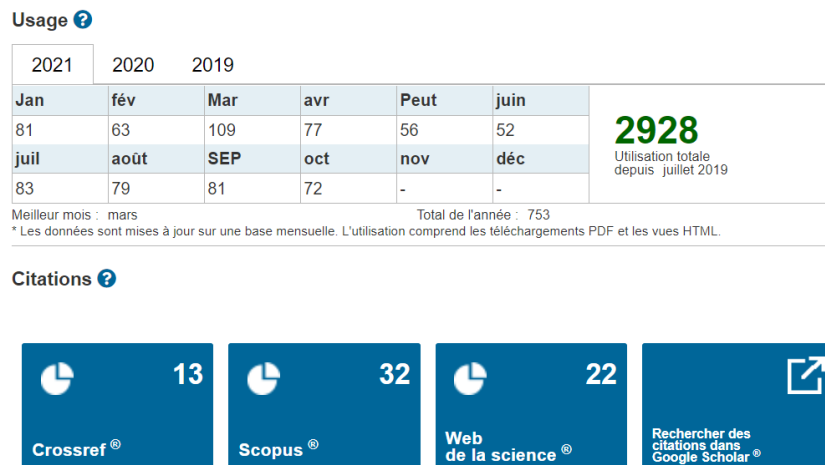 Usage ?
2021 2020 2019
Jan fév Mar avr Peut juin
81 63 109 77 56 52
juil août SEP oct nov déc
83 79 81 72 - -
2928
Utilisation totale
depuis juillet 2019
Meilleur mois : mars Total de l'année : 753
* Les données sont mises à jour sur une base mensuelle. L'utilisation comprend les téléchargements PDF et les vues HTML.
Citations ?
13
Crossref ®
32
Scopus ®
22
Web
de la science ®
Rechercher des
citations dans
Google Scholar ®